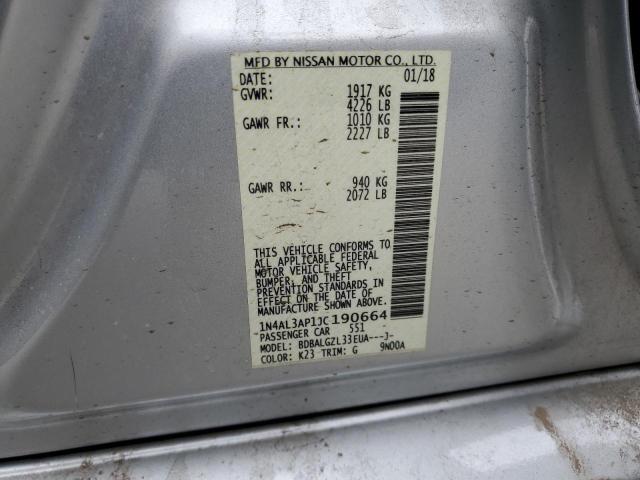 MFD BY NISSAN MOTOR CO., LTD.
DATE: 01/18
GVWR: 1917 KG
4226 LB
GAWR FR.: 1010 KG
2227 LB
GAWR RR.: 940 KG
2072 LB
THIS VEHICLE CONFORMS TO
ALL APPLICABLE FEDERAL
MOTOR VEHICLE SAFETY,
BUMPER, AND THEFT
PREVENTION STANDARDS IN
EFFECT ON THE DATE OF
MANUFACTURE SHOWN ABOVE.
1N4AL3AP1JC190664
PASSENGER CAR 551
MODEL: BDBALGZL33EUA---J-
COLOR: K23 TRIM: G 9N00A